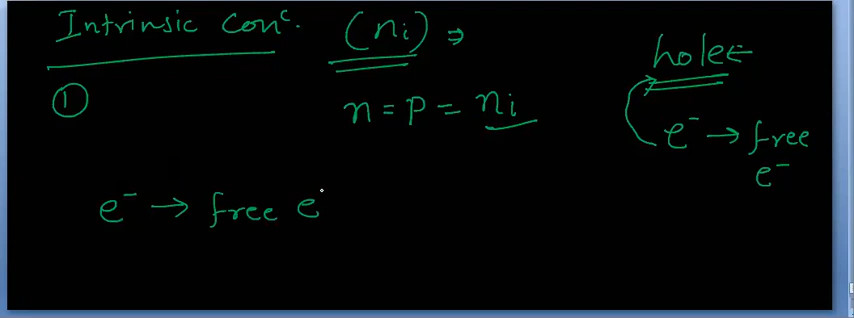 Intrinsic Conᶜ. (ni) ⇒
①
n = p = ni
hole ←
e⁻ → free
e⁻
e⁻ → free e